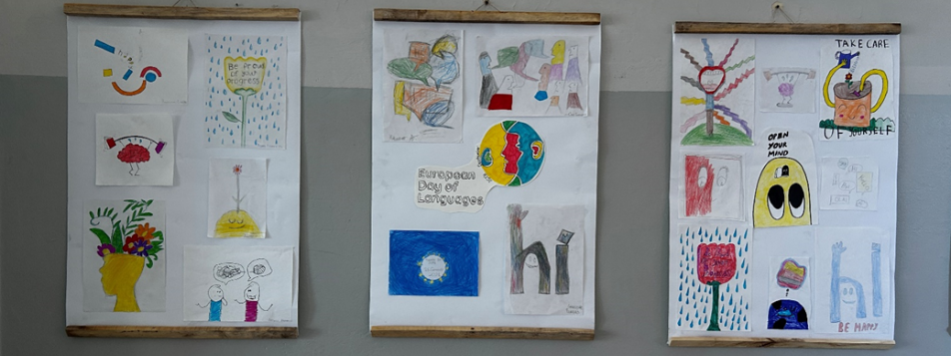 Be Proud
of Your
progress
European
Day of
Languages
hi
TAKE CARE
OF YOURSELF
OPEN
YOUR
MIND
BE HAPPY